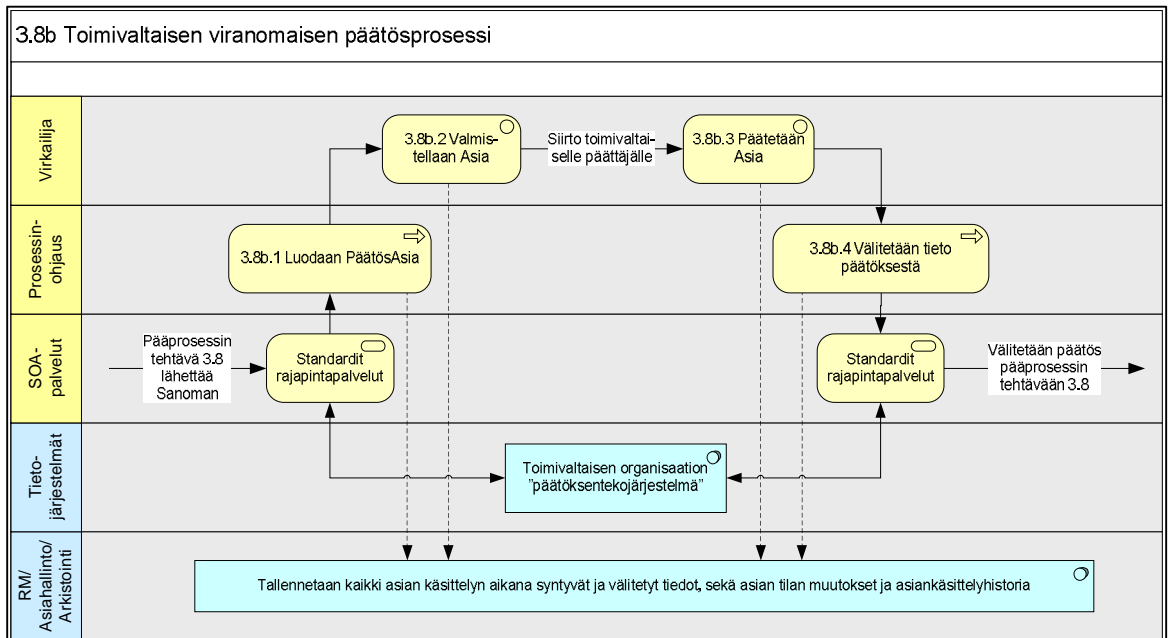 3.8b Toimivaltaisen viranomaisen päätösprosessi
Virkailija
3.8b.2 Valmis-
tellaan Asia
Siirto toimivaltai-
selle päättäjälle
3.8b.3 Päätetään
Asia
Prosessin-
ohjaus
3.8b.1 Luodaan PäätösAsia
3.8b.4 Välitetään tieto
päätöksestä
SOA-
palvelut
Pääprosessin
tehtävä 3.8
lähettää
Sanoman
Standardit
rajapintapalvelut
Standardit
rajapintapalvelut
Välitetään päätös
pääprosessin
tehtävään 3.8
Tieto-
järjestelmät
Toimivaltaisen organisaation
"päätöksentekojärjestelmä"
RM/
Asiahallinto/
Arkistointi
Tallennetaan kaikki asian käsittelyn aikana syntyvät ja välitetyt tiedot, sekä asian tilan muutokset ja asiankäsittelyhistoria